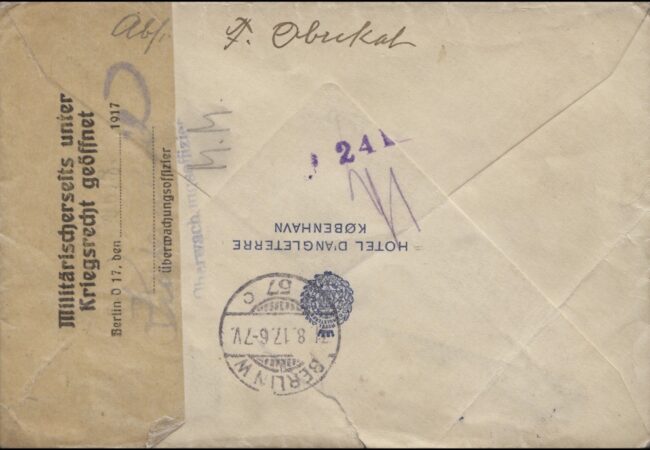 Abs.
Militärischerseits unter
Kriegsrecht geöffnet
Berlin O 17, den 1917
Überwachungsoffizier
M.M
241
HOTEL D'ANGLETERRE
KØBENHAVN
BERLIN W
8.17.6-7V.
57 c